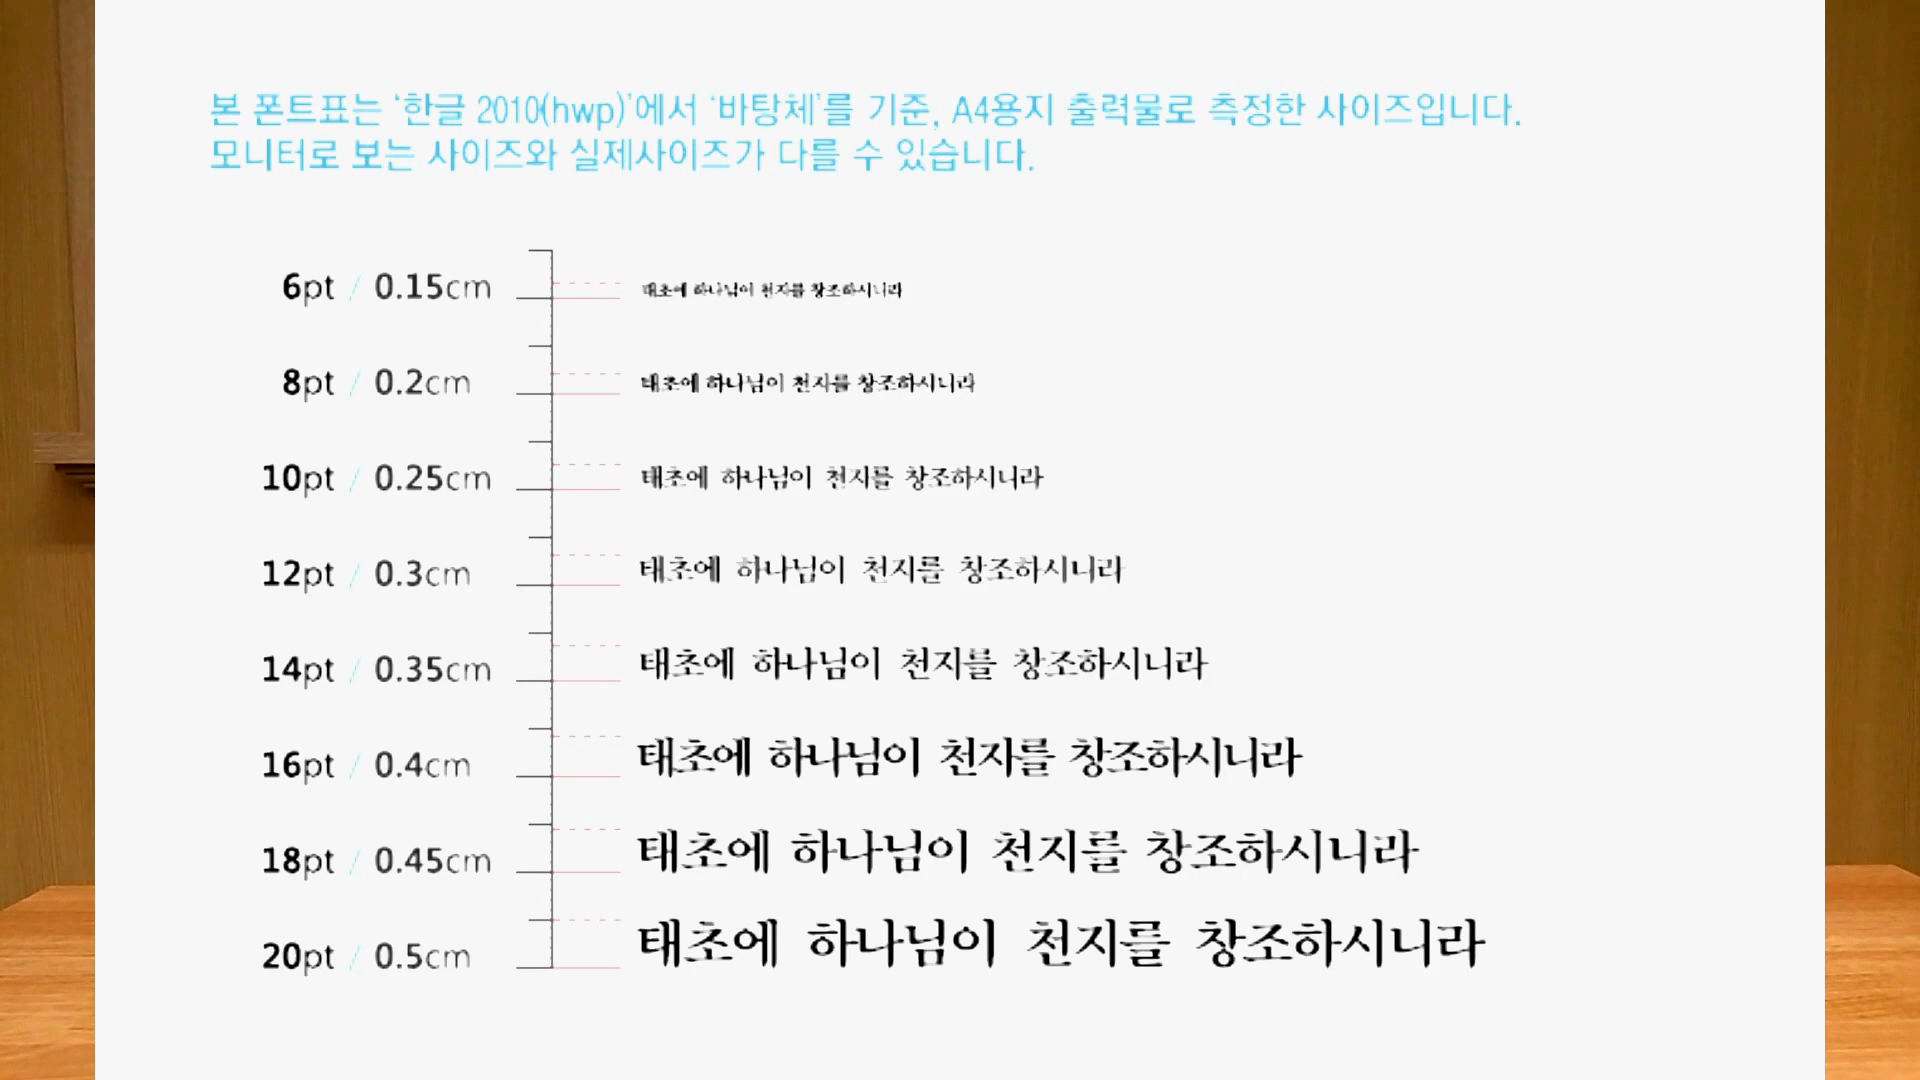 본 폰트표는 '한글 2010(hwp)'에서 '바탕체'를 기준, A4용지 출력물로 측정한 사이즈입니다.
모니터로 보는 사이즈와 실제사이즈가 다를 수 있습니다.
6pt / 0.15cm 태초에 하나님이 천지를 창조하시니라
8pt / 0.2cm 태초에 하나님이 천지를 창조하시니라
10pt / 0.25cm 태초에 하나님이 천지를 창조하시니라
12pt / 0.3cm 태초에 하나님이 천지를 창조하시니라
14pt / 0.35cm 태초에 하나님이 천지를 창조하시니라
16pt / 0.4cm 태초에 하나님이 천지를 창조하시니라
18pt / 0.45cm 태초에 하나님이 천지를 창조하시니라
20pt / 0.5cm 태초에 하나님이 천지를 창조하시니라